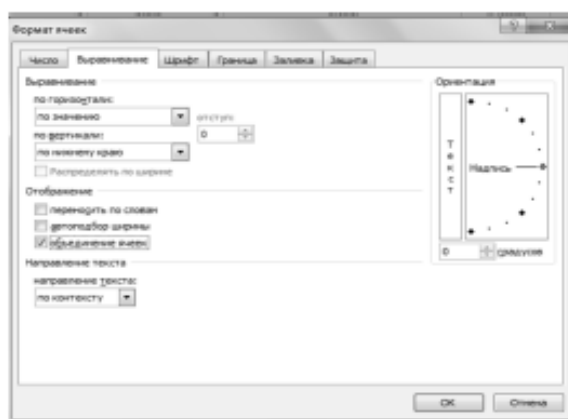 Формат ячеек
Число Выравнивание Шрифт Граница Заливка Защита
Выравнивание
по горизонтали:
по значению
отступ:
по вертикали:
0
по нижнему краю
Распределять по ширине
Отображение
переносить по словам
автоподбор ширины
объединение ячеек
Направление текста
направление текста:
по контексту
Ориентация
Текст
Надпись
0 градусов
ОК Отмена